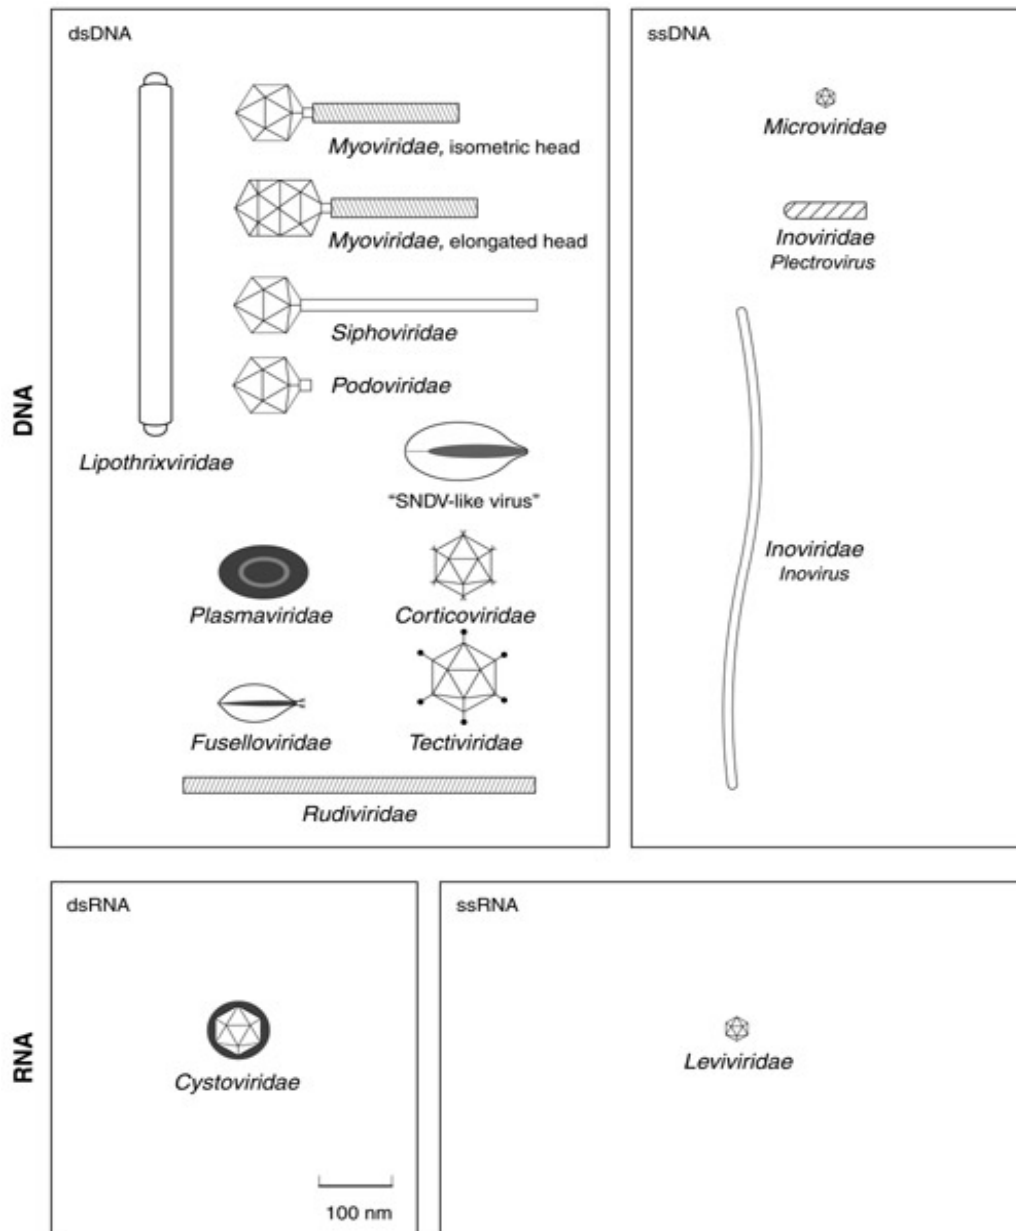 dsDNA
Myoviridae, isometric head
Myoviridae, elongated head
Siphoviridae
Podoviridae
Lipothrixviridae
“SNDV-like virus”
Plasmaviridae
Corticoviridae
Fuselloviridae
Tectiviridae
Rudiviridae
ssDNA
Microviridae
Inoviridae
Plectrovirus
Inoviridae
Inovirus
DNA
dsRNA
Cystoviridae
100 nm
ssRNA
Leviviridae
RNA